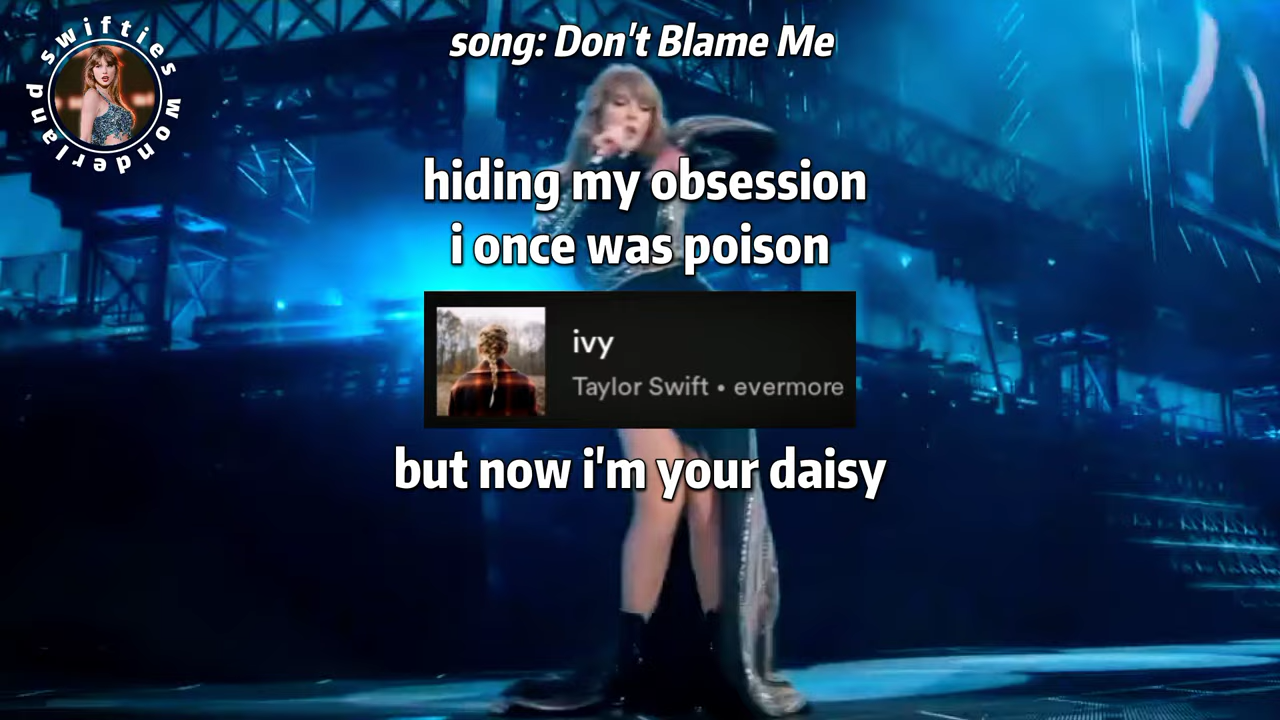 swifties wonderland
song: Don't Blame Me
hiding my obsession
i once was poison
ivy
Taylor Swift • evermore
but now i'm your daisy